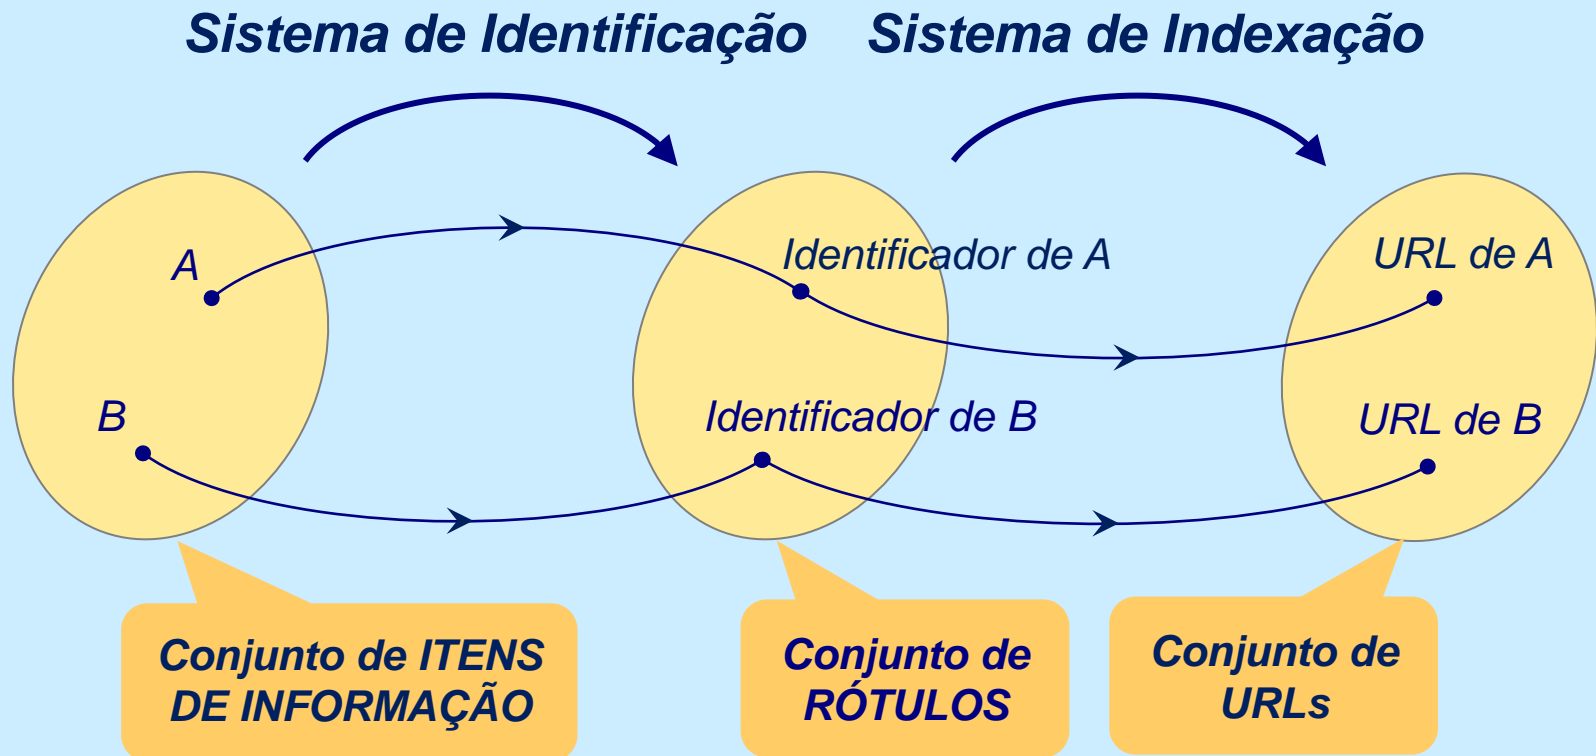 Sistema de Identificação
Sistema de Indexação
A
Identificador de A
URL de A
B
Identificador de B
URL de B
Conjunto de ITENS
DE INFORMAÇÃO
Conjunto de
RÓTULOS
Conjunto de
URLs